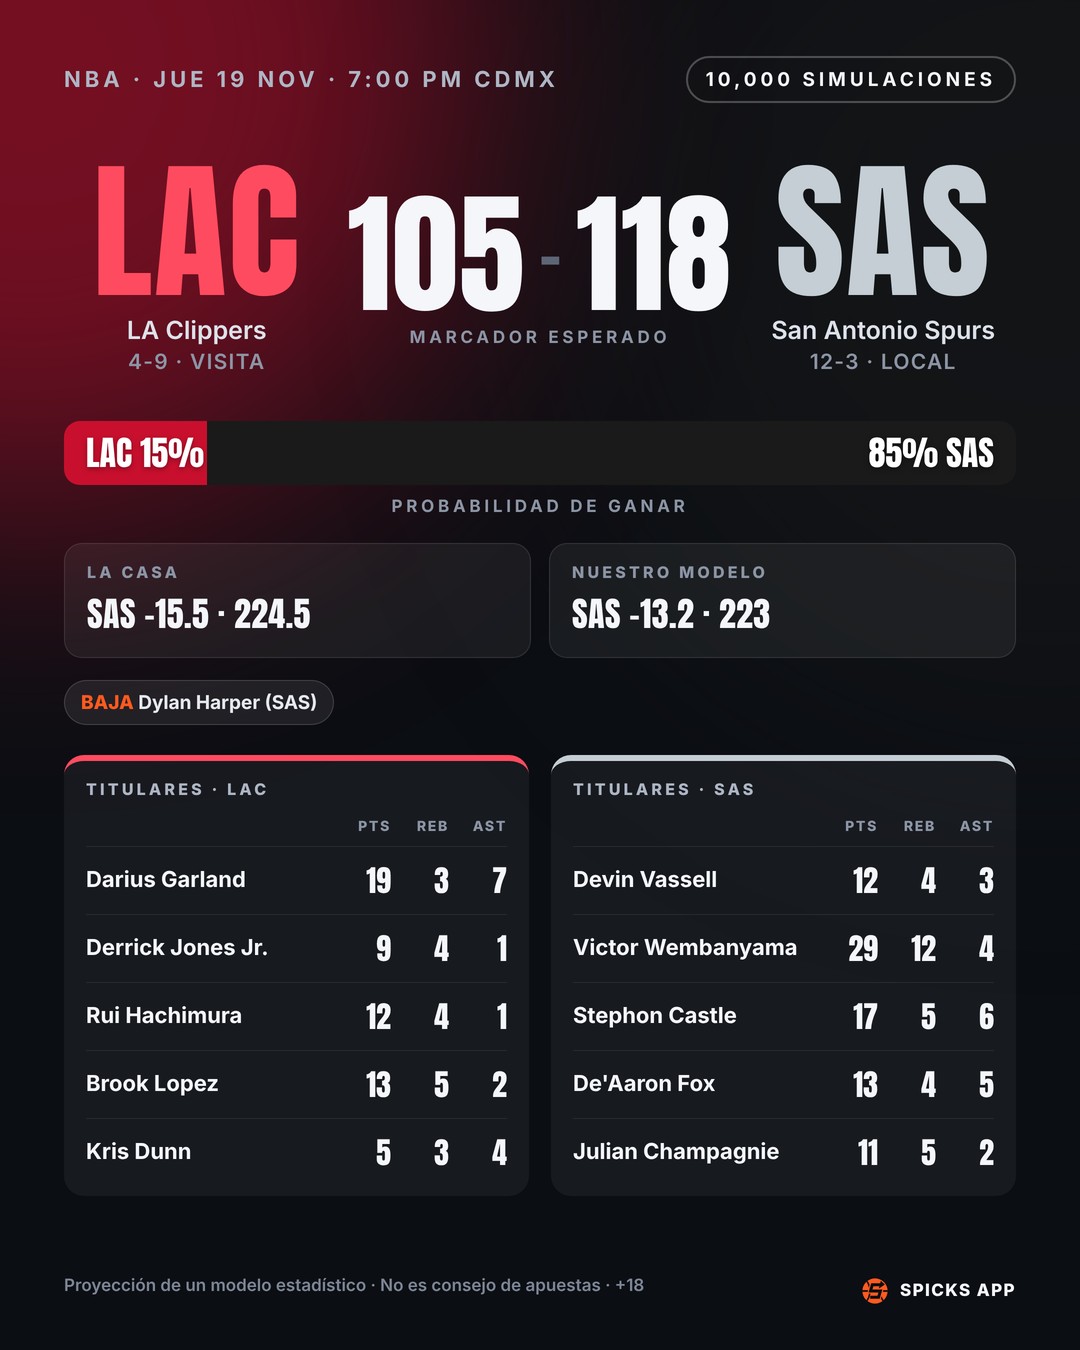 NBA · JUE 19 NOV · 7:00 PM CDMX
10,000 SIMULACIONES
LAC
105 - 118
SAS
LA Clippers
4-9 · VISITA
MARCADOR ESPERADO
San Antonio Spurs
12-3 · LOCAL
LAC 15%
85% SAS
PROBABILIDAD DE GANAR
LA CASA
SAS -15.5 · 224.5
NUESTRO MODELO
SAS -13.2 · 223
BAJA Dylan Harper (SAS)
TITULARES · LAC
PTS REB AST
Darius Garland 19 3 7
Derrick Jones Jr. 9 4 1
Rui Hachimura 12 4 1
Brook Lopez 13 5 2
Kris Dunn 5 3 4
TITULARES · SAS
PTS REB AST
Devin Vassell 12 4 3
Victor Wembanyama 29 12 4
Stephon Castle 17 5 6
De'Aaron Fox 13 4 5
Julian Champagnie 11 5 2
Proyección de un modelo estadístico · No es consejo de apuestas · +18
SPICKS APP